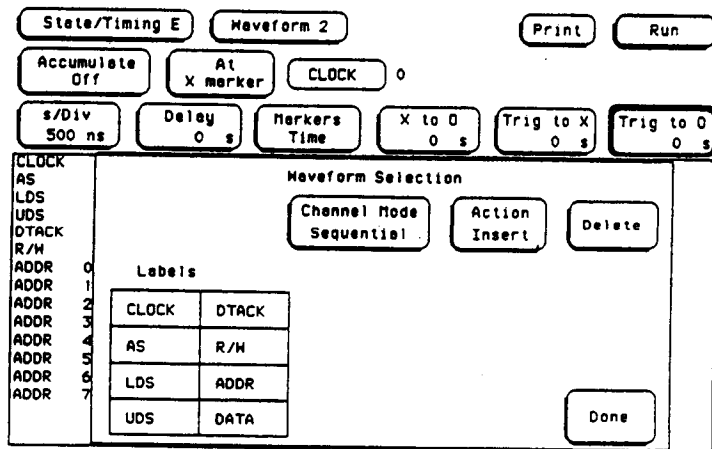 State/Timing E Waveform 2 Print Run
Accumulate Off At X marker CLOCK 0
s/Div 500 ns Delay 0 s Markers Time X to O 0 s Trig to X 0 s Trig to O 0 s
CLOCK
AS
LDS
UDS
DTACK
R/W
ADDR 0
ADDR 1
ADDR 2
ADDR 3
ADDR 4
ADDR 5
ADDR 6
ADDR 7
Waveform Selection
Channel Mode Sequential Action Insert Delete
Labels
CLOCK DTACK
AS R/W
LDS ADDR
UDS DATA
Done